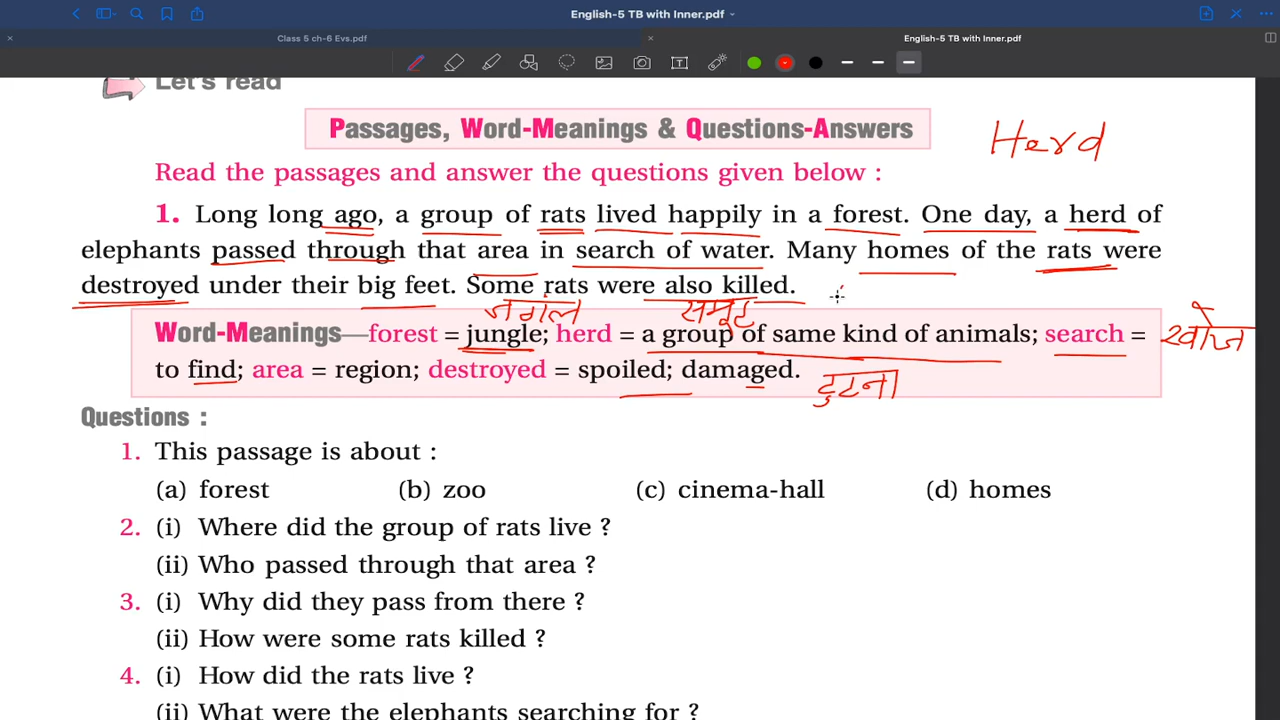 English-5 TB with Inner.pdf
Class 5 ch-6 Evs.pdf
English-5 TB with Inner.pdf
Let's read
Passages, Word-Meanings & Questions-Answers
Herd
Read the passages and answer the questions given below :
1. Long long ago, a group of rats lived happily in a forest. One day, a herd of
elephants passed through that area in search of water. Many homes of the rats were
destroyed under their big feet. Some rats were also killed.
जगंल समूह
Word-Meanings—forest = jungle; herd = a group of same kind of animals; search =
खोज
to find; area = region; destroyed = spoiled; damaged.
टुटना
Questions :
1. This passage is about :
(a) forest (b) zoo (c) cinema-hall (d) homes
2. (i) Where did the group of rats live ?
(ii) Who passed through that area ?
3. (i) Why did they pass from there ?
(ii) How were some rats killed ?
4. (i) How did the rats live ?
(ii) What were the elephants searching for ?